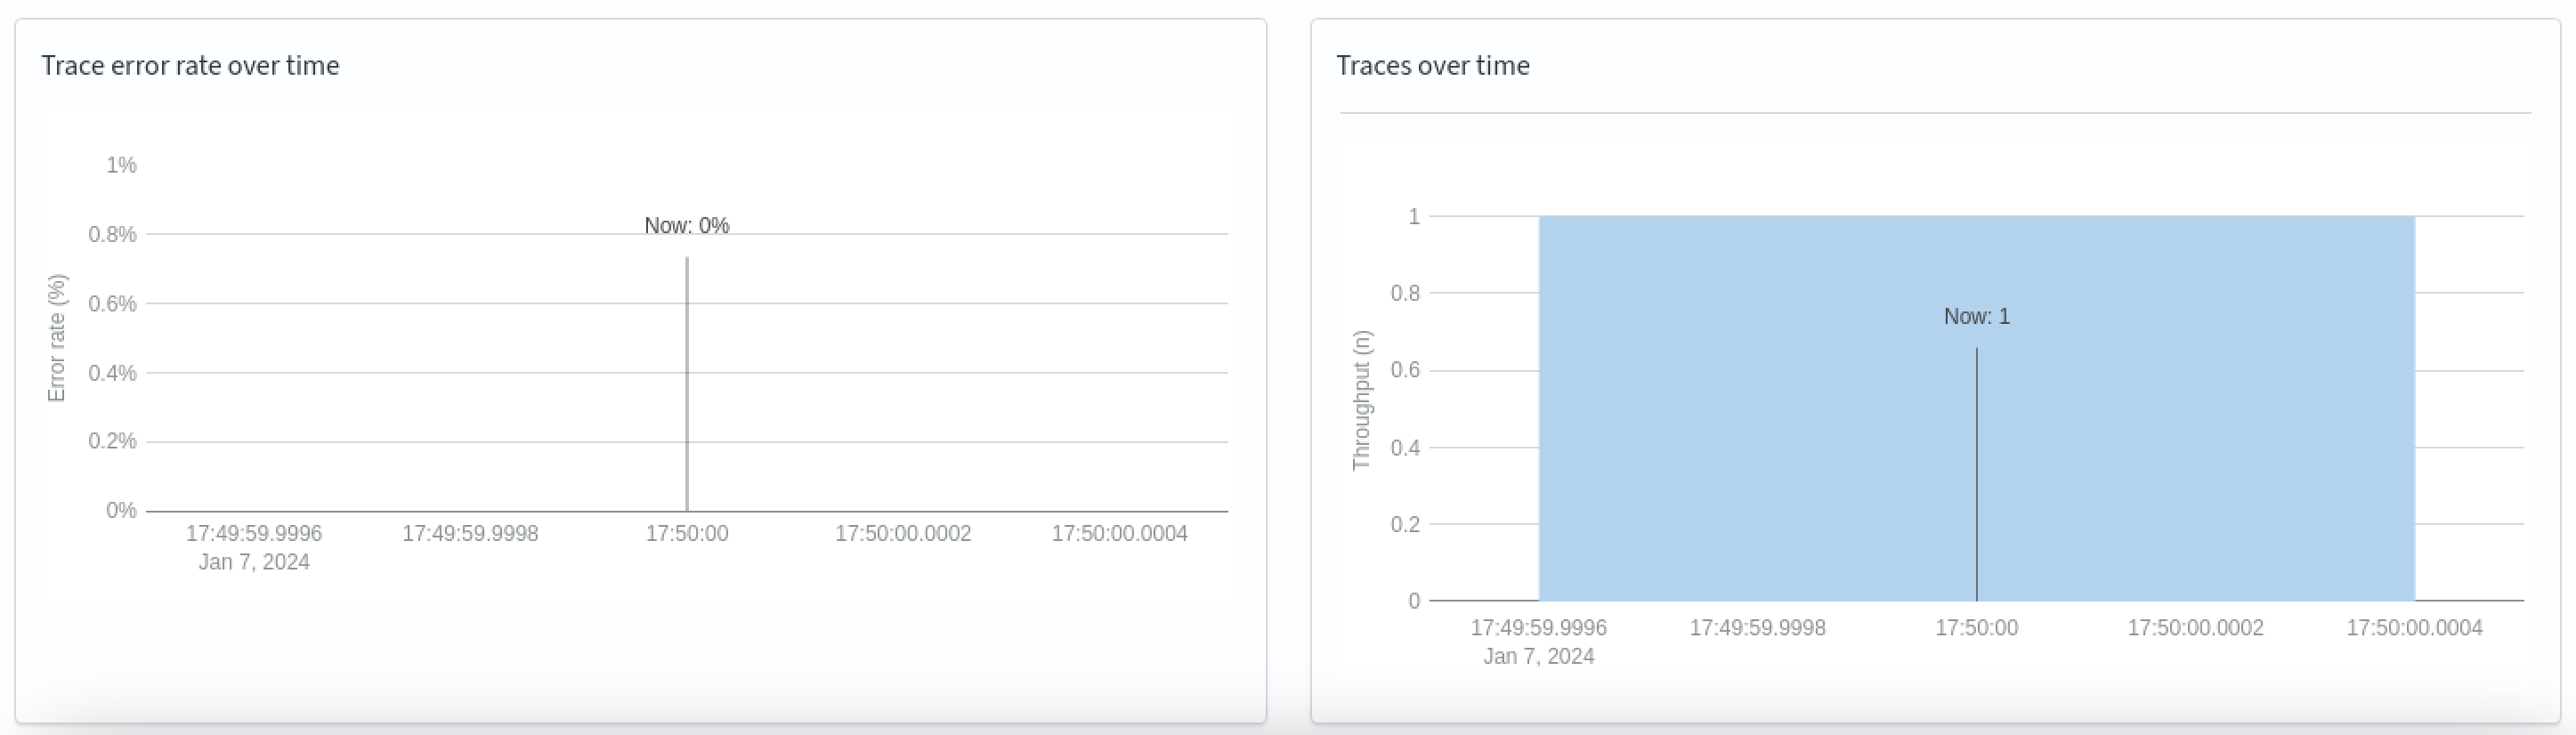 Trace error rate over time
1%
Now: 0%
0.8%
0.6%
0.4%
0.2%
0%
Error rate (%)
17:49:59.9996 17:49:59.9998 17:50:00 17:50:00.0002 17:50:00.0004
Jan 7, 2024
Traces over time
1
0.8
Now: 1
0.6
0.4
0.2
0
Throughput (n)
17:49:59.9996 17:49:59.9998 17:50:00 17:50:00.0002 17:50:00.0004
Jan 7, 2024